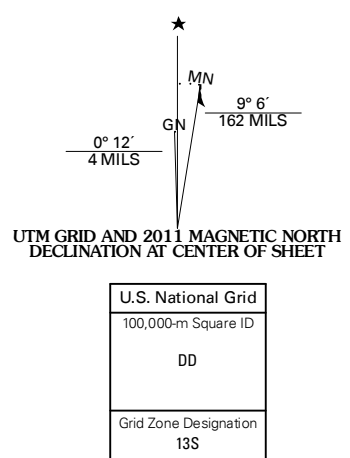 MN
GN
9° 6´
162 MILS
0° 12´
4 MILS
UTM GRID AND 2011 MAGNETIC NORTH
DECLINATION AT CENTER OF SHEET
U.S. National Grid
100,000-m Square ID
DD
Grid Zone Designation
13S